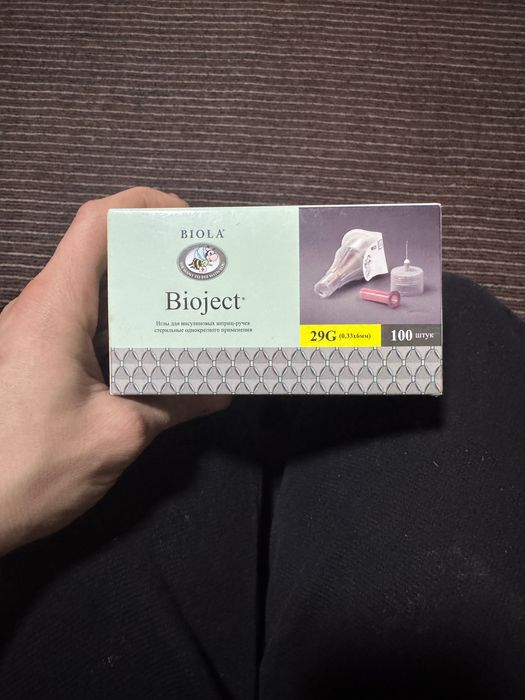 BIOLA®
Bioject®
Иглы для инсулиновых шприц-ручек
стерильные однократного применения
29G (0,33х6мм)
100 штук